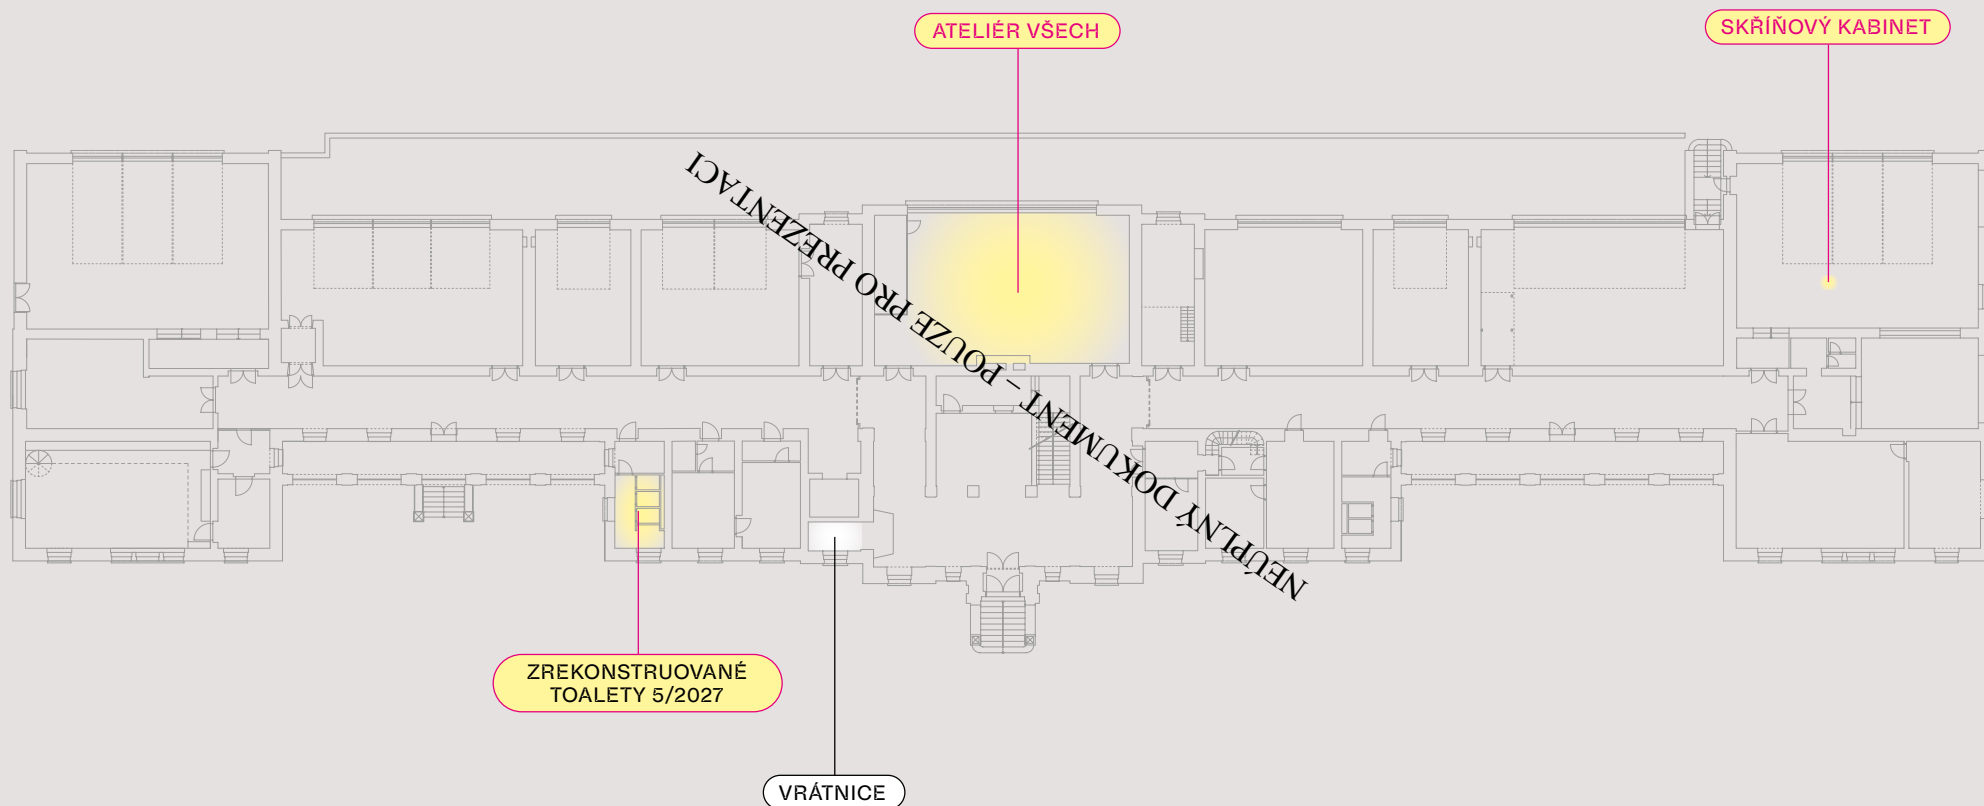 ATELIÉR VŠECH
SKŘÍŇOVÝ KABINET
NEÚPLNÝ DOKUMENT – POUZE PRO PREZENTACI
ZREKONSTRUOVANÉ
TOALETY 5/2027
VRÁTNICE